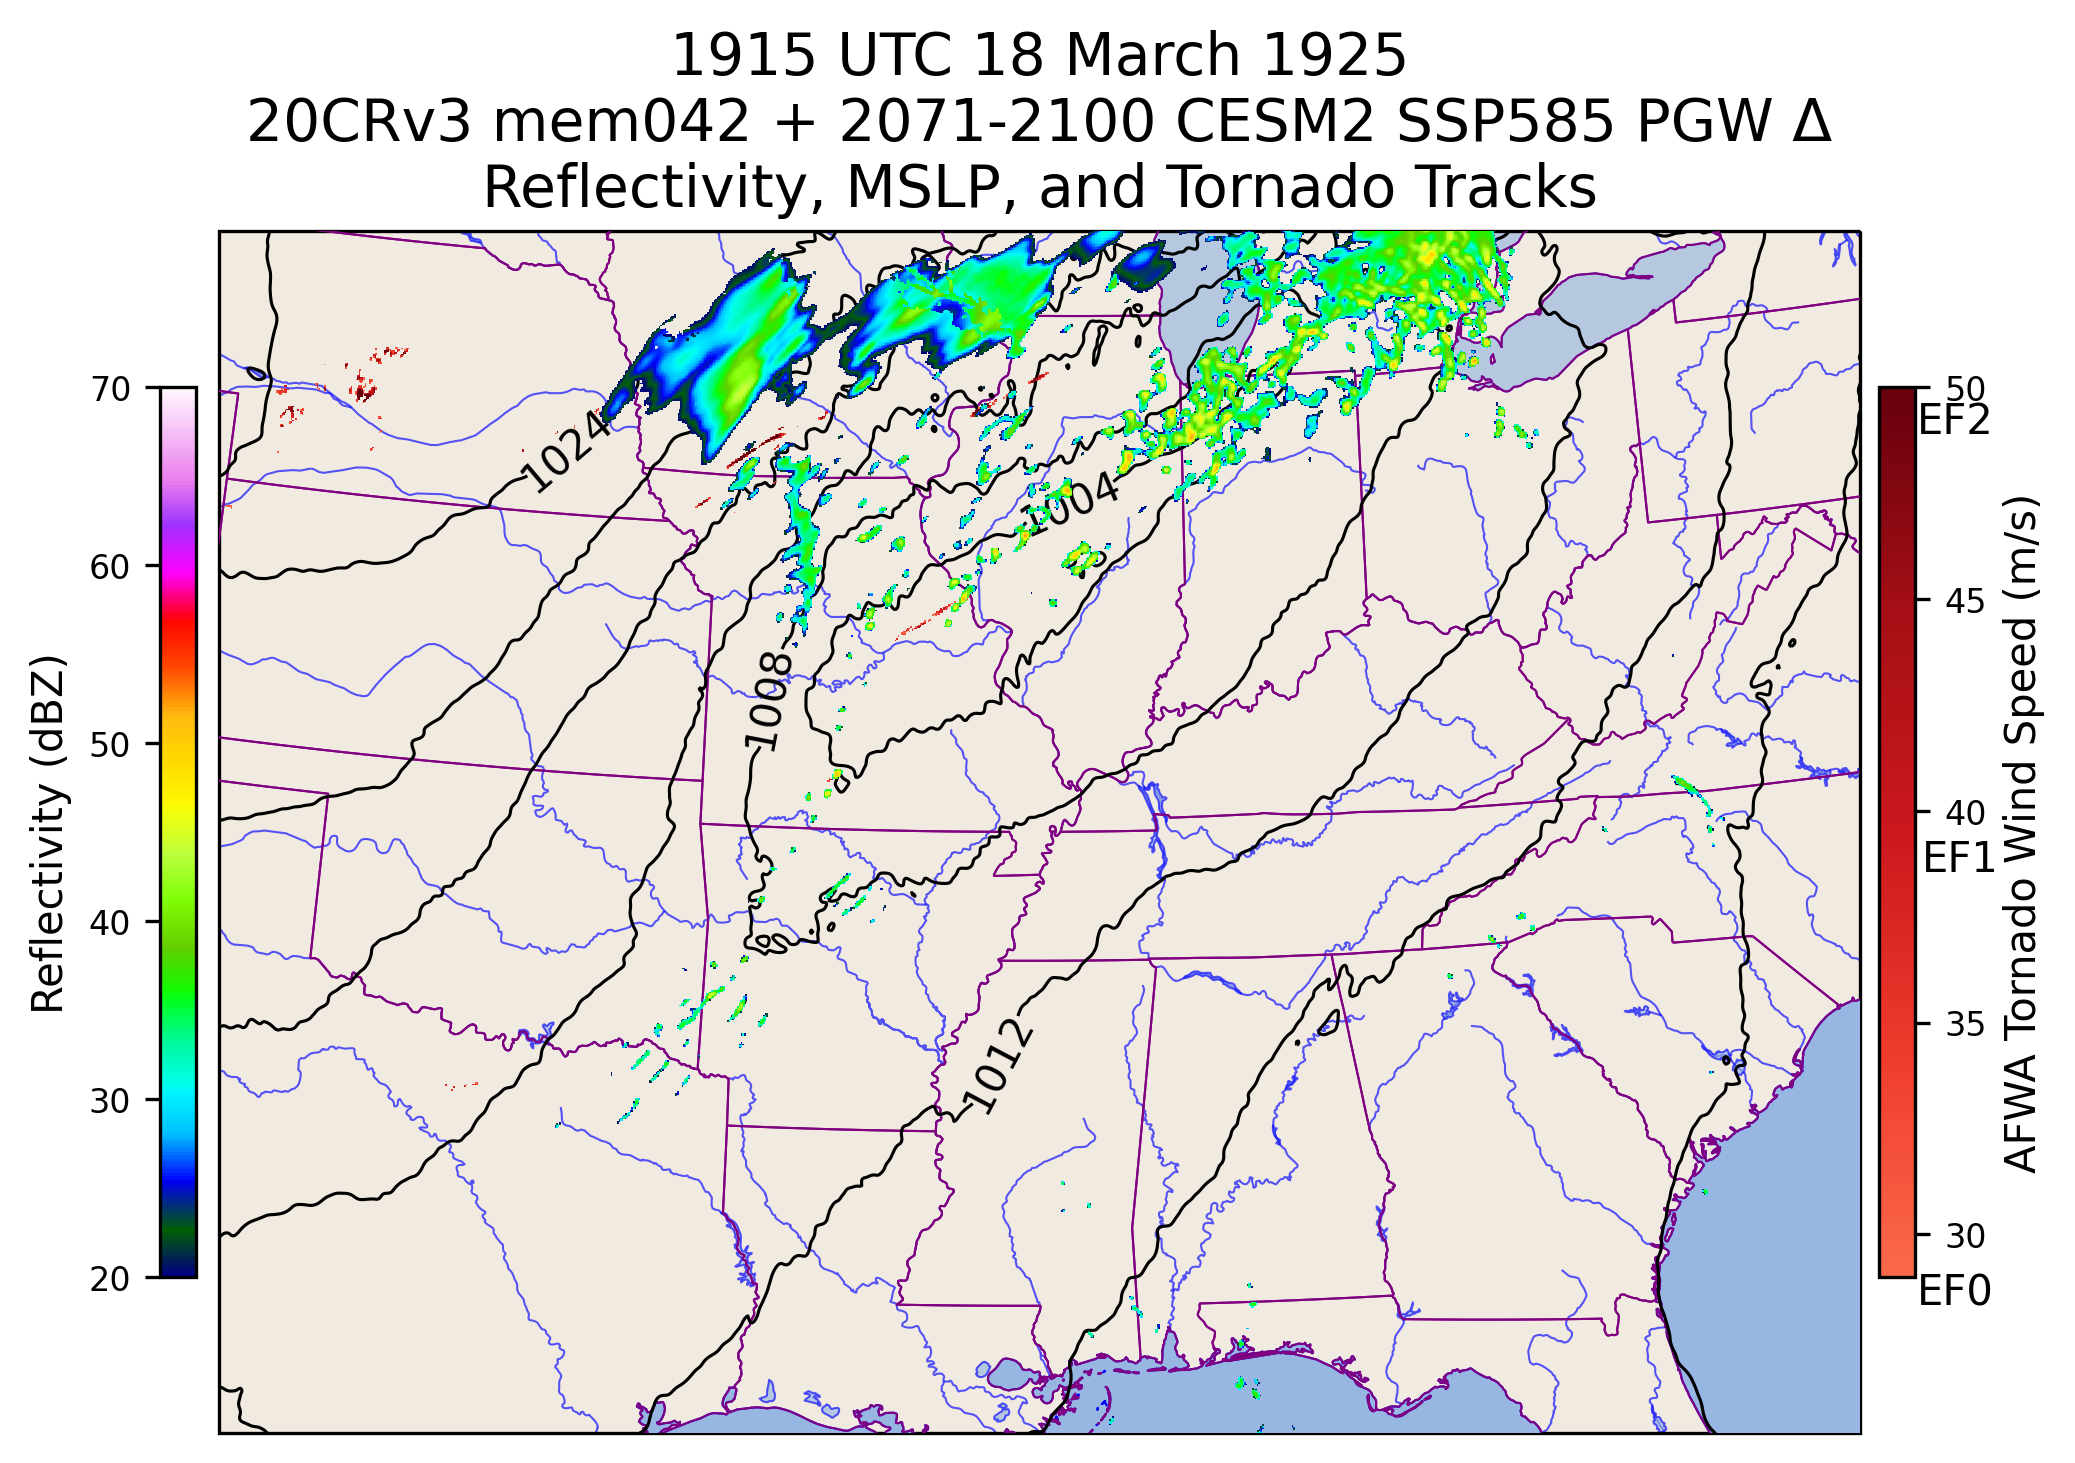 1915 UTC 18 March 1925
20CRv3 mem042 + 2071-2100 CESM2 SSP585 PGW Δ
Reflectivity, MSLP, and Tornado Tracks
Reflectivity (dBZ)
70
60
50
40
30
20
1024
1004
1008
1012
50
EF2
45
40
EF1
35
30
EF0
AFWA Tornado Wind Speed (m/s)